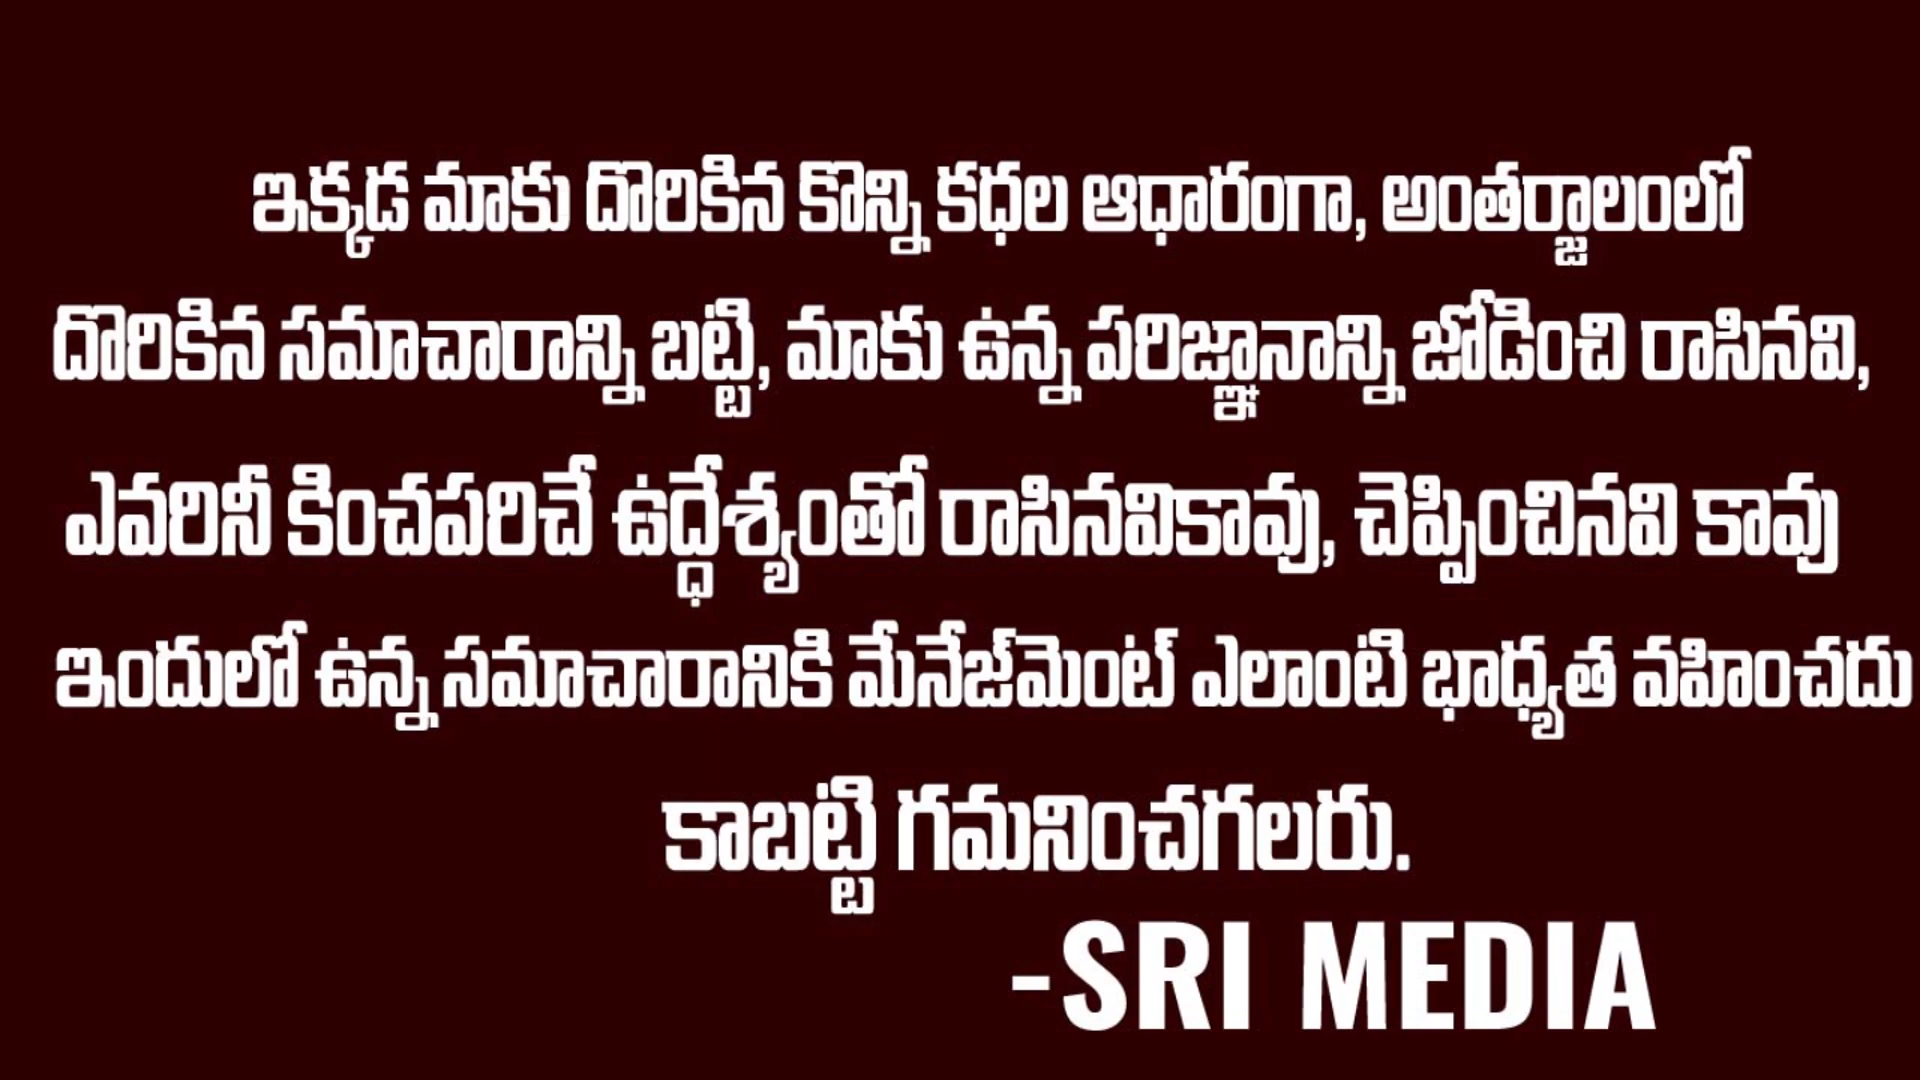 ఇక్కడ మాకు దొరికిన కొన్ని కధల ఆధారంగా, అంతర్జాలంలో
దొరికిన సమాచారాన్ని బట్టి, మాకు ఉన్న పరిజ్ఞానాన్ని జోడించి రాసినవి,
ఎవరినీ కించపరిచే ఉద్ధేశ్యంతో రాసినవికావు, చెప్పించినవి కావు
ఇందులో ఉన్న సమాచారానికి మేనేజ్‌మెంట్ ఎలాంటి భాధ్యత వహించదు
కాబట్టి గమనించగలరు.
-SRI MEDIA